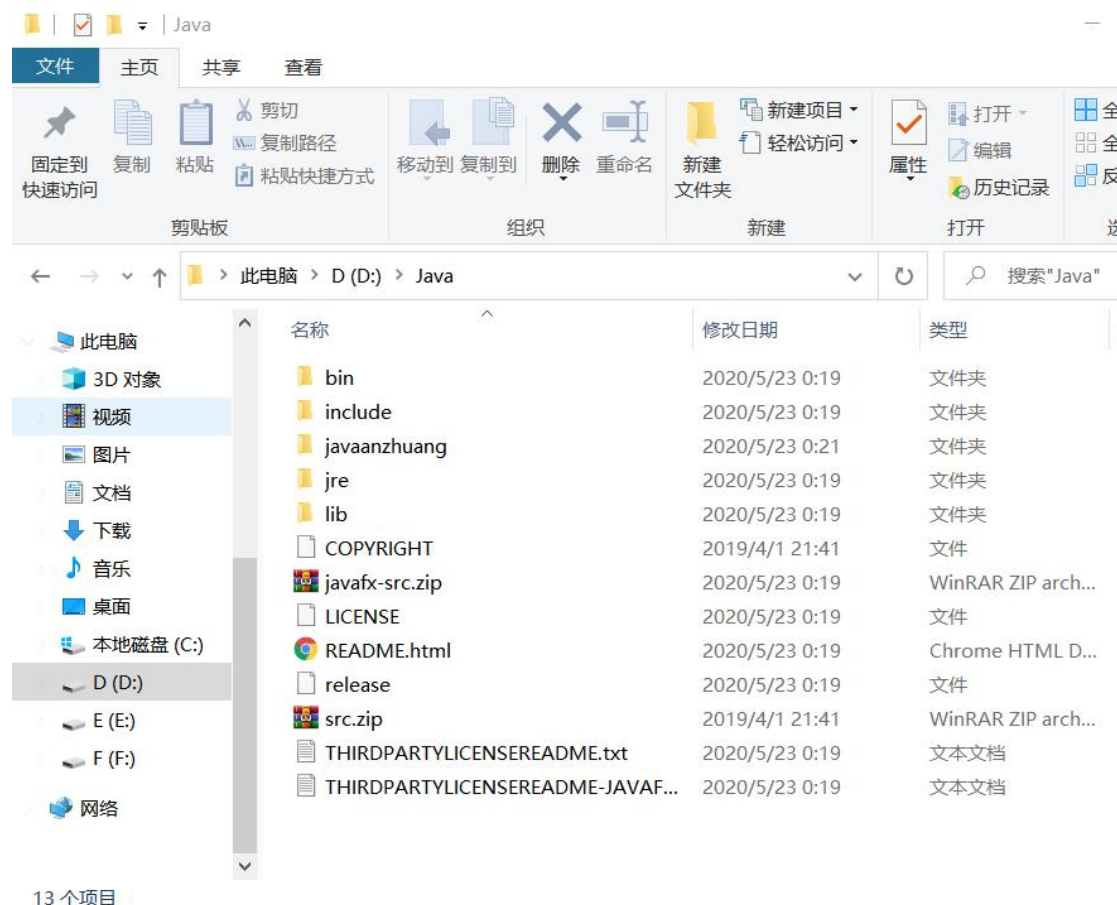 Java
文件 主页 共享 查看
固定到
快速访问
复制
粘贴
剪切
复制路径
粘贴快捷方式
移动到 复制到
删除 重命名
新建
文件夹
新建项目
轻松访问
属性
打开
编辑
历史记录
全
全
反
剪贴板 组织 新建 打开
此电脑 D (D:) Java
搜索"Java"
此电脑
3D 对象
视频
图片
文档
下载
音乐
桌面
本地磁盘 (C:)
D (D:)
E (E:)
F (F:)
网络
名称 修改日期 类型
bin 2020/5/23 0:19 文件夹
include 2020/5/23 0:19 文件夹
javaanzhuang 2020/5/23 0:21 文件夹
jre 2020/5/23 0:19 文件夹
lib 2020/5/23 0:19 文件夹
COPYRIGHT 2019/4/1 21:41 文件
javafx-src.zip 2020/5/23 0:19 WinRAR ZIP arch...
LICENSE 2020/5/23 0:19 文件
README.html 2020/5/23 0:19 Chrome HTML D...
release 2020/5/23 0:19 文件
src.zip 2019/4/1 21:41 WinRAR ZIP arch...
THIRDPARTYLICENSEREADME.txt 2020/5/23 0:19 文本文档
THIRDPARTYLICENSEREADME-JAVAF... 2020/5/23 0:19 文本文档
13 个项目